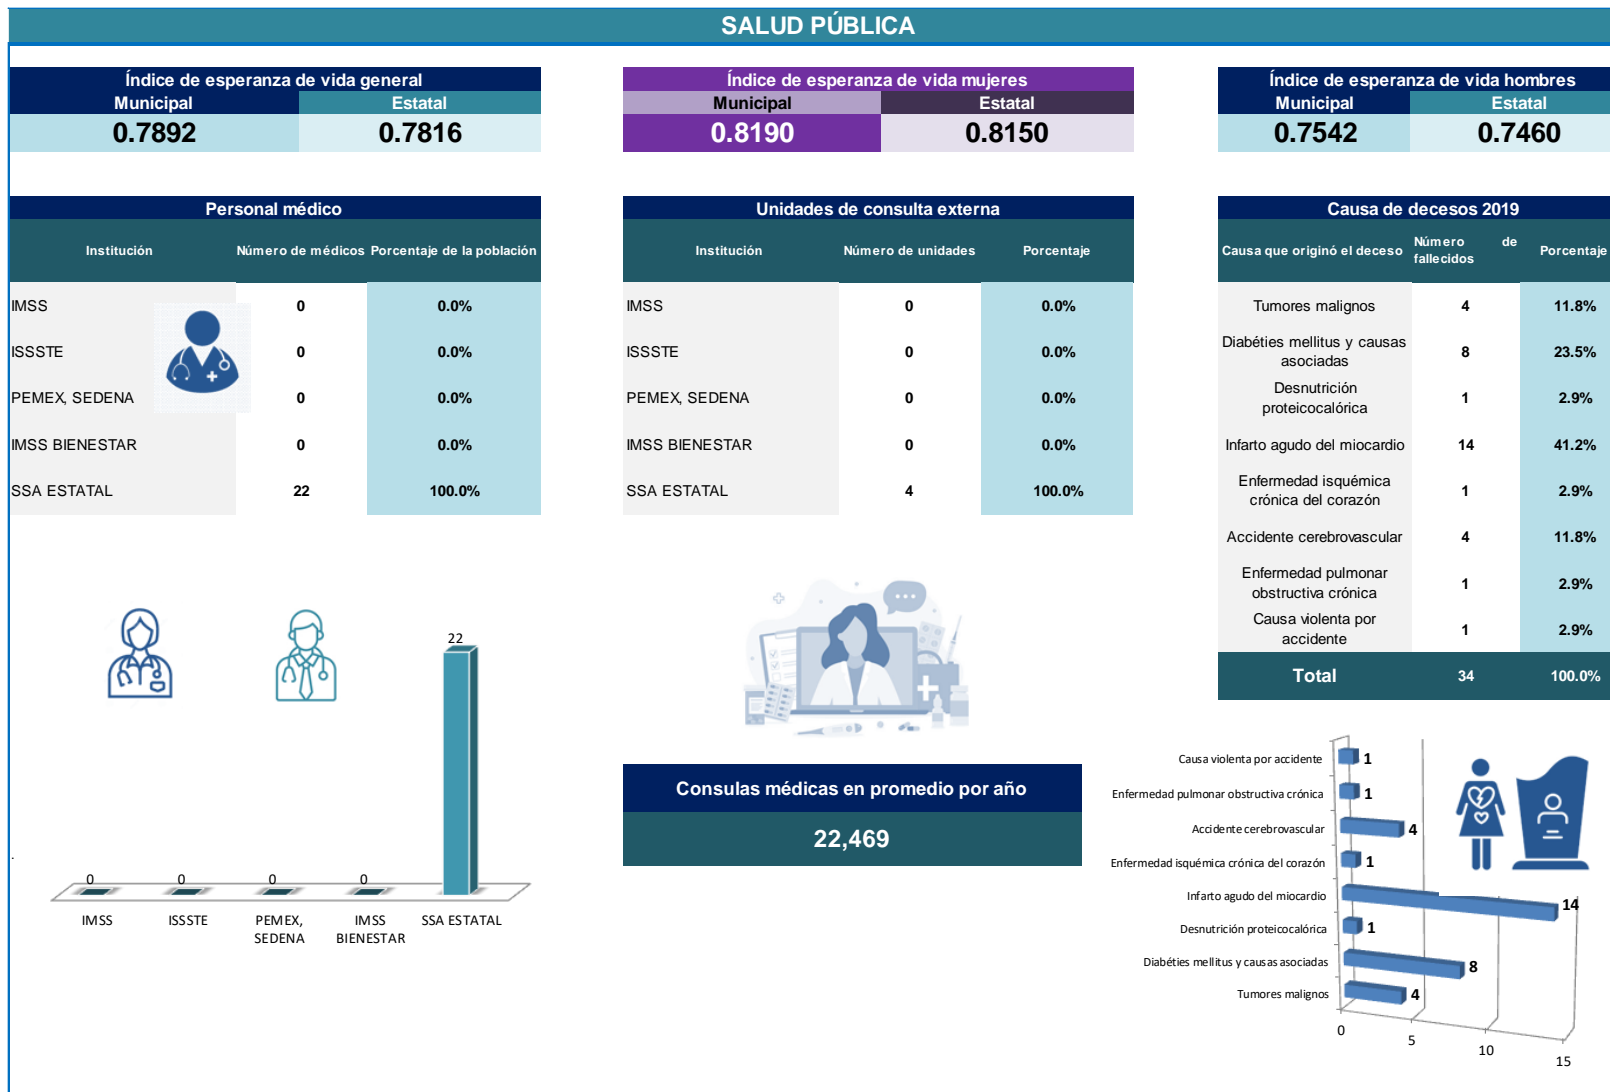 SALUD PÚBLICA
Índice de esperanza de vida general
Municipal Estatal
0.7892 0.7816
Índice de esperanza de vida mujeres
Municipal Estatal
0.8190 0.8150
Índice de esperanza de vida hombres
Municipal Estatal
0.7542 0.7460
Personal médico
Institución Número de médicos Porcentaje de la población
IMSS 0 0.0%
ISSSTE 0 0.0%
PEMEX, SEDENA 0 0.0%
IMSS BIENESTAR 0 0.0%
SSA ESTATAL 22 100.0%
Unidades de consulta externa
Institución Número de unidades Porcentaje
IMSS 0 0.0%
ISSSTE 0 0.0%
PEMEX, SEDENA 0 0.0%
IMSS BIENESTAR 0 0.0%
SSA ESTATAL 4 100.0%
Causa de decesos 2019
Causa que originó el deceso Número de fallecidos Porcentaje
Tumores malignos 4 11.8%
Diabéties mellitus y causas
asociadas 8 23.5%
Desnutrición
proteicocalórica 1 2.9%
Infarto agudo del miocardio 14 41.2%
Enfermedad isquémica
crónica del corazón 1 2.9%
Accidente cerebrovascular 4 11.8%
Enfermedad pulmonar
obstructiva crónica 1 2.9%
Causa violenta por
accidente 1 2.9%
Total 34 100.0%
22
0 0 0 0
IMSS ISSSTE PEMEX, IMSS SSA ESTATAL
SEDENA BIENESTAR
.
Consulas médicas en promedio por año
22,469
Causa violenta por accidente 1
Enfermedad pulmonar obstructiva crónica 1
Accidente cerebrovascular 4
Enfermedad isquémica crónica del corazón 1
Infarto agudo del miocardio 14
Desnutrición proteicocalórica 1
Diabéties mellitus y causas asociadas 8
Tumores malignos 4
0 5 10 15